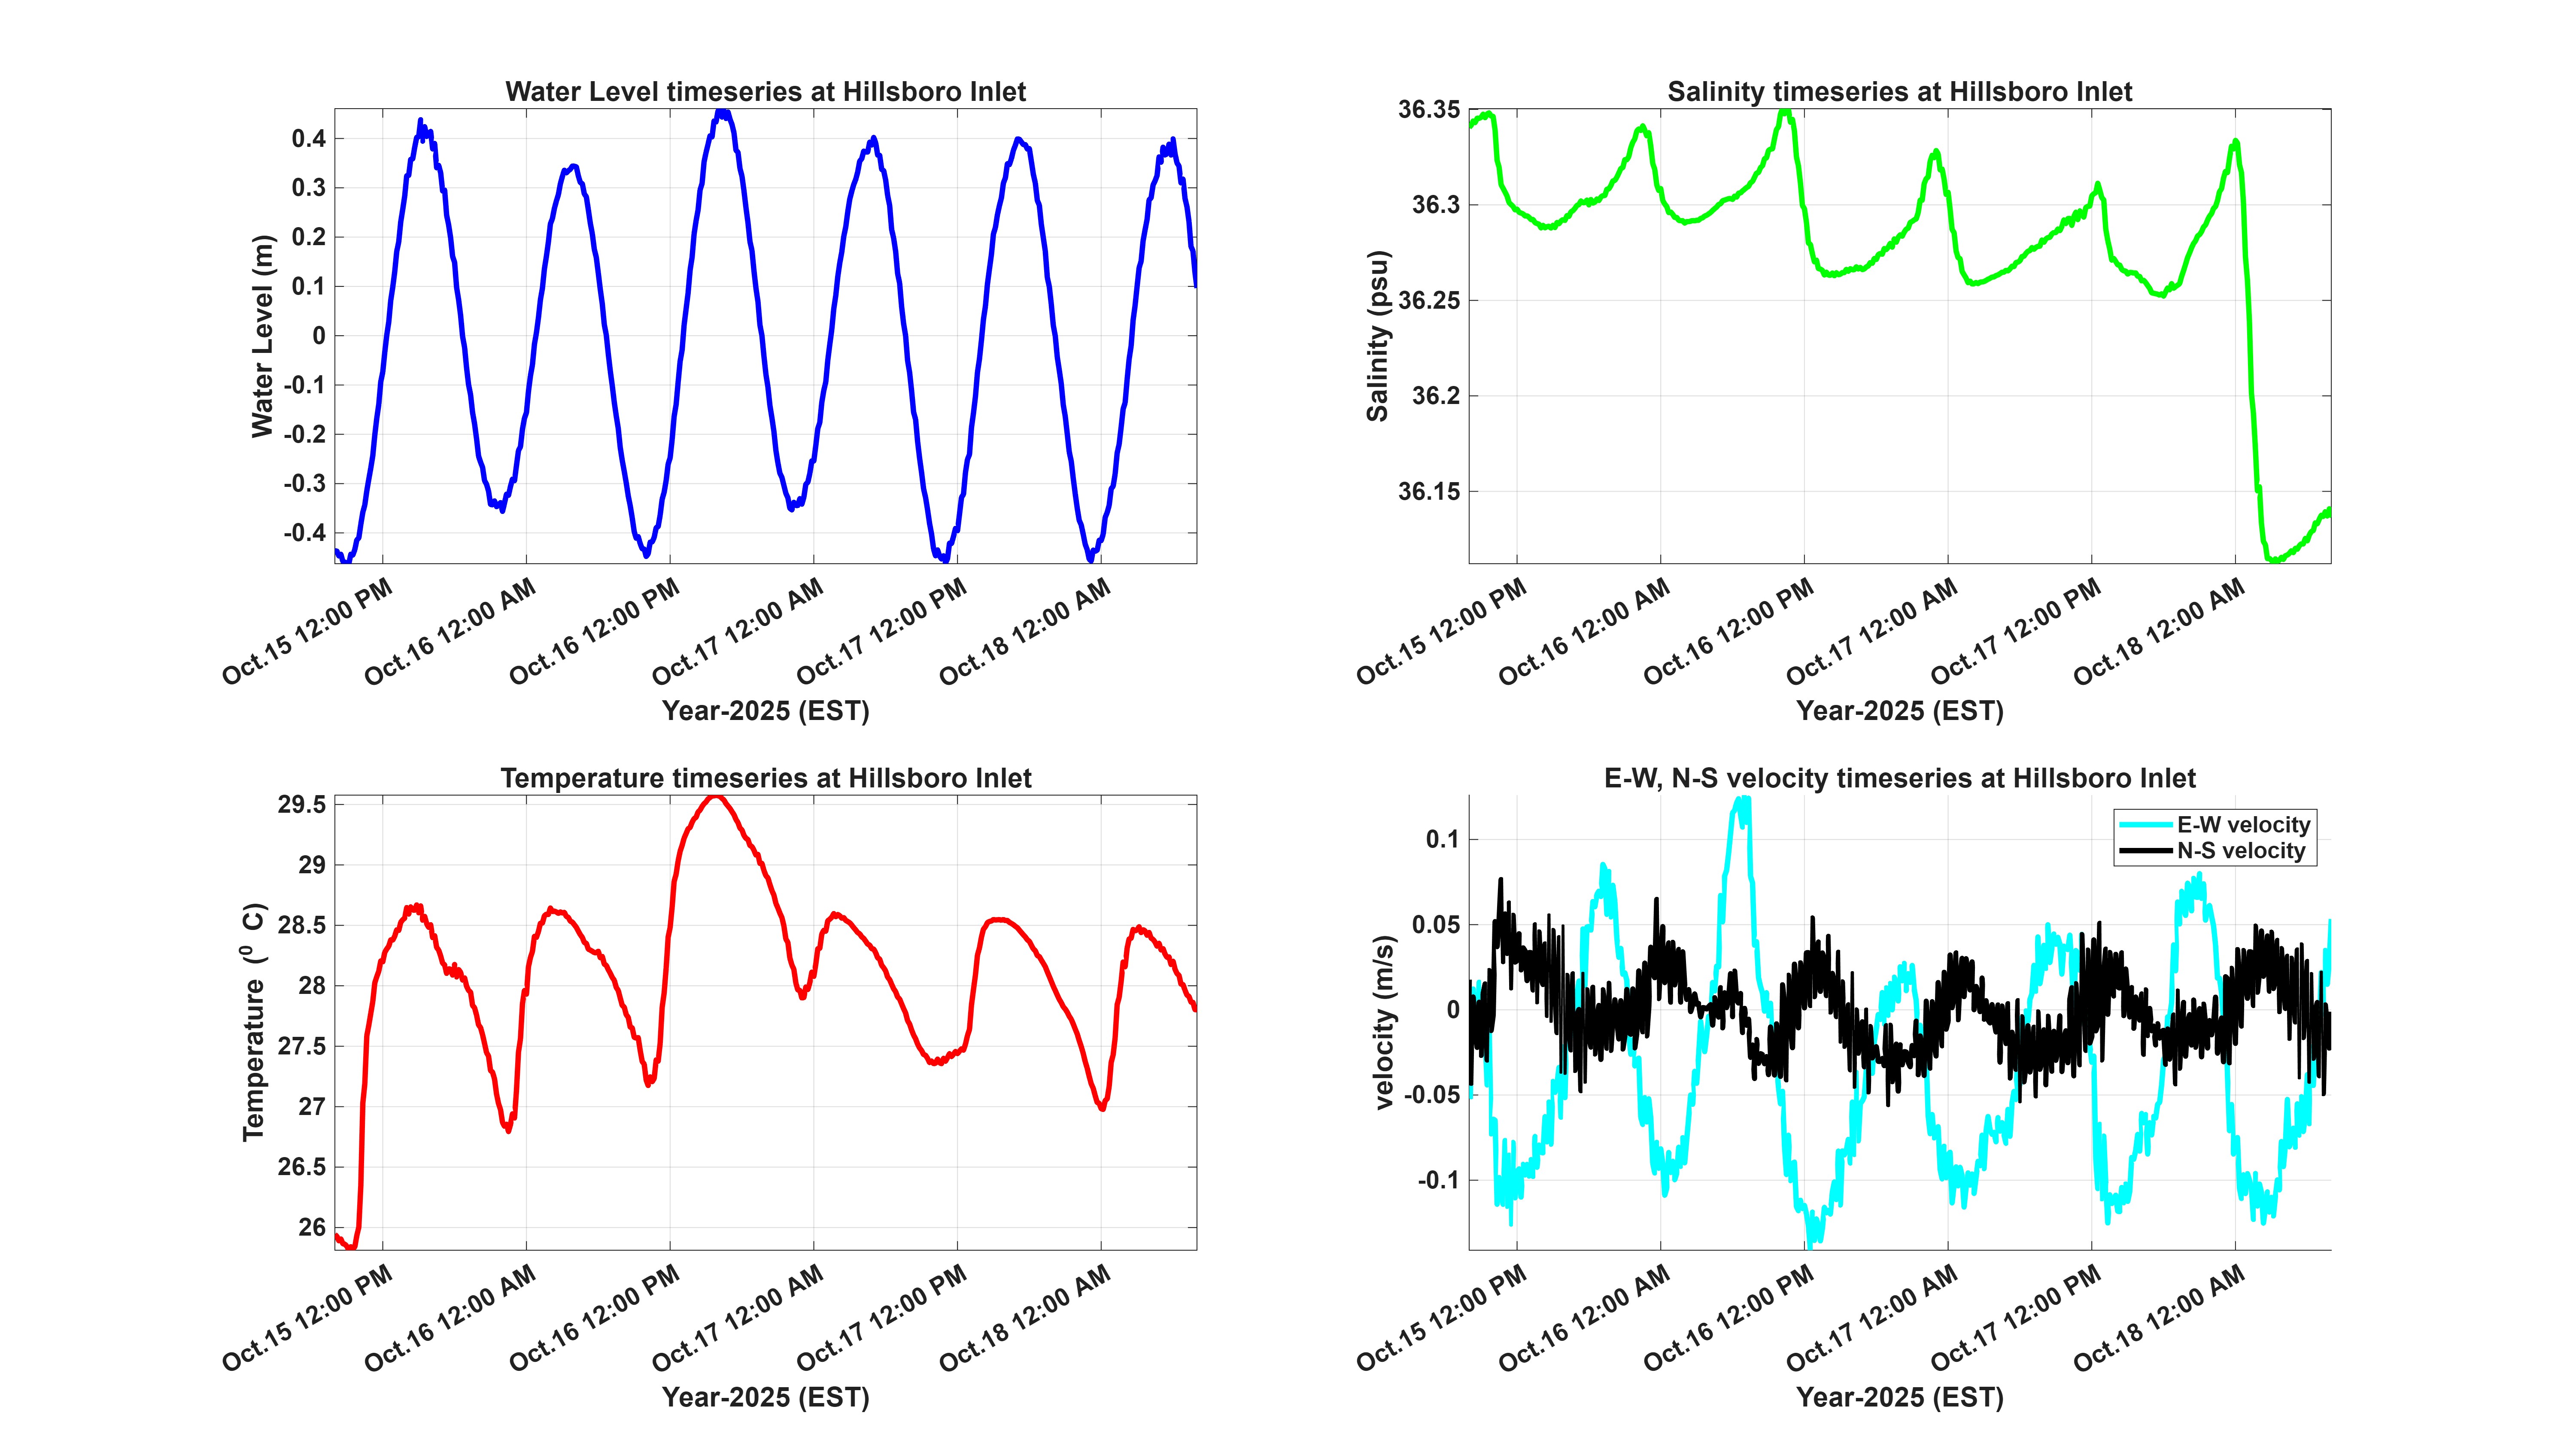 Water Level timeseries at Hillsboro Inlet
Water Level (m)
0.4
0.3
0.2
0.1
0
-0.1
-0.2
-0.3
-0.4
Oct.15 12:00 PM
Oct.16 12:00 AM
Oct.16 12:00 PM
Oct.17 12:00 AM
Oct.17 12:00 PM
Oct.18 12:00 AM
Year-2025 (EST)
Salinity timeseries at Hillsboro Inlet
Salinity (psu)
36.35
36.3
36.25
36.2
36.15
Oct.15 12:00 PM
Oct.16 12:00 AM
Oct.16 12:00 PM
Oct.17 12:00 AM
Oct.17 12:00 PM
Oct.18 12:00 AM
Year-2025 (EST)
Temperature timeseries at Hillsboro Inlet
Temperature (⁰ C)
29.5
29
28.5
28
27.5
27
26.5
26
Oct.15 12:00 PM
Oct.16 12:00 AM
Oct.16 12:00 PM
Oct.17 12:00 AM
Oct.17 12:00 PM
Oct.18 12:00 AM
Year-2025 (EST)
E-W, N-S velocity timeseries at Hillsboro Inlet
velocity (m/s)
0.1
0.05
0
-0.05
-0.1
E-W velocity
N-S velocity
Oct.15 12:00 PM
Oct.16 12:00 AM
Oct.16 12:00 PM
Oct.17 12:00 AM
Oct.17 12:00 PM
Oct.18 12:00 AM
Year-2025 (EST)